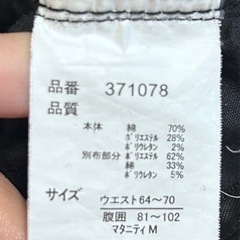 品番 371078
品質
本体 綿 70%
ﾎﾟﾘｴｽﾃﾙ 28%
ﾎﾟﾘｳﾚﾀﾝ 2%
別布部分 ﾎﾟﾘｴｽﾃﾙ 62%
綿 33%
ﾎﾟﾘｳﾚﾀﾝ 5%
サイズ ウエスト64～70
腹囲 81～102
マタニティM